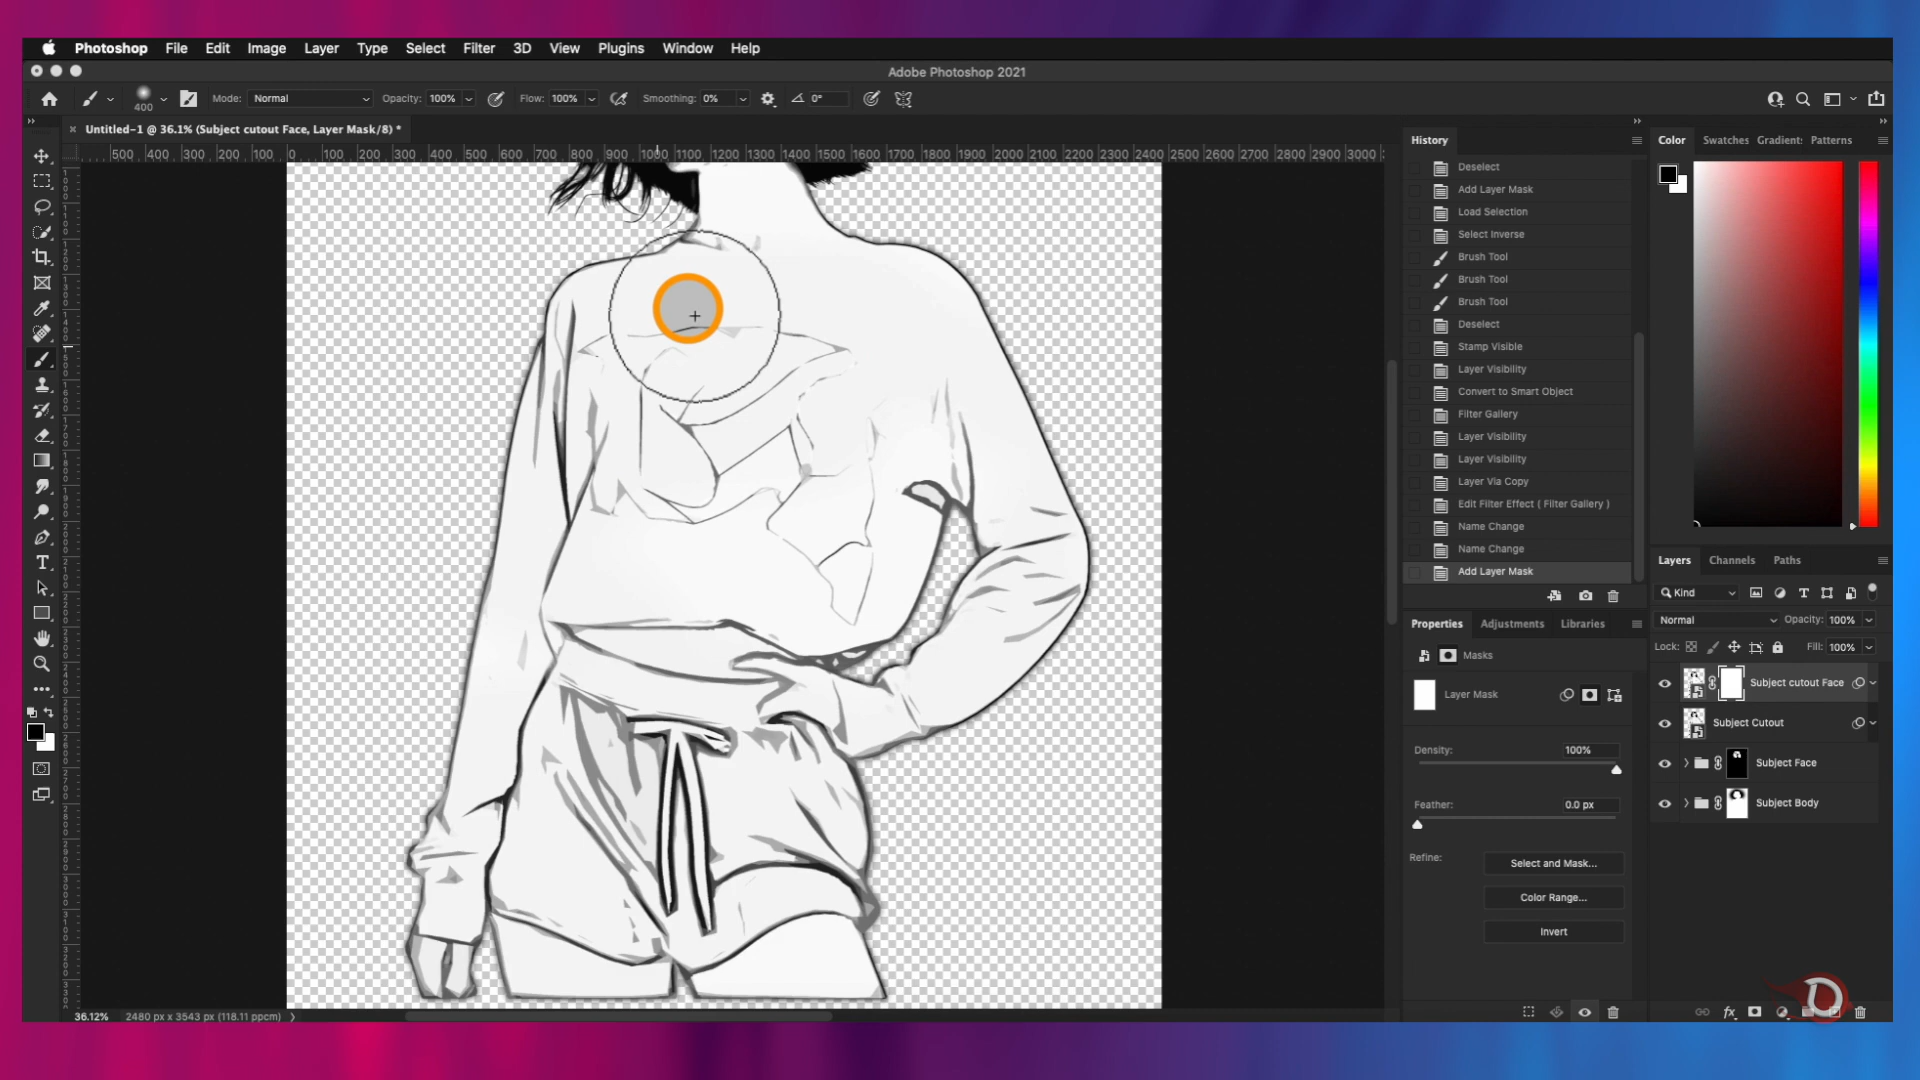 Photoshop File Edit Image Layer Type Select Filter 3D View Plugins Window Help
Adobe Photoshop 2021
400 Mode: Normal Opacity: 100% Flow: 100% Smoothing: 0% 0°
Untitled-1 @ 36.1% (Subject cutout Face, Layer Mask/8) *
500 400 300 200 100 0 100 200 300 400 500 600 700 800 900 1000 1100 1200 1300 1400 1500 1600 1700 1800 1900 2000 2100 2200 2300 2400 2500 2600 2700 2800 2900 3000
History
Deselect
Add Layer Mask
Load Selection
Select Inverse
Brush Tool
Brush Tool
Brush Tool
Deselect
Stamp Visible
Layer Visibility
Convert to Smart Object
Filter Gallery
Layer Visibility
Layer Visibility
Layer Via Copy
Edit Filter Effect ( Filter Gallery )
Name Change
Name Change
Add Layer Mask
Properties Adjustments Libraries
Masks
Layer Mask
Density: 100%
Feather: 0.0 px
Refine: Select and Mask...
Color Range...
Invert
Color Swatches Gradient: Patterns
Layers Channels Paths
Kind
Normal Opacity: 100%
Lock: Fill: 100%
Subject cutout Face
Subject Cutout
Subject Face
Subject Body
fx
D
36.12% 2480 px x 3543 px (118.11 ppcm)